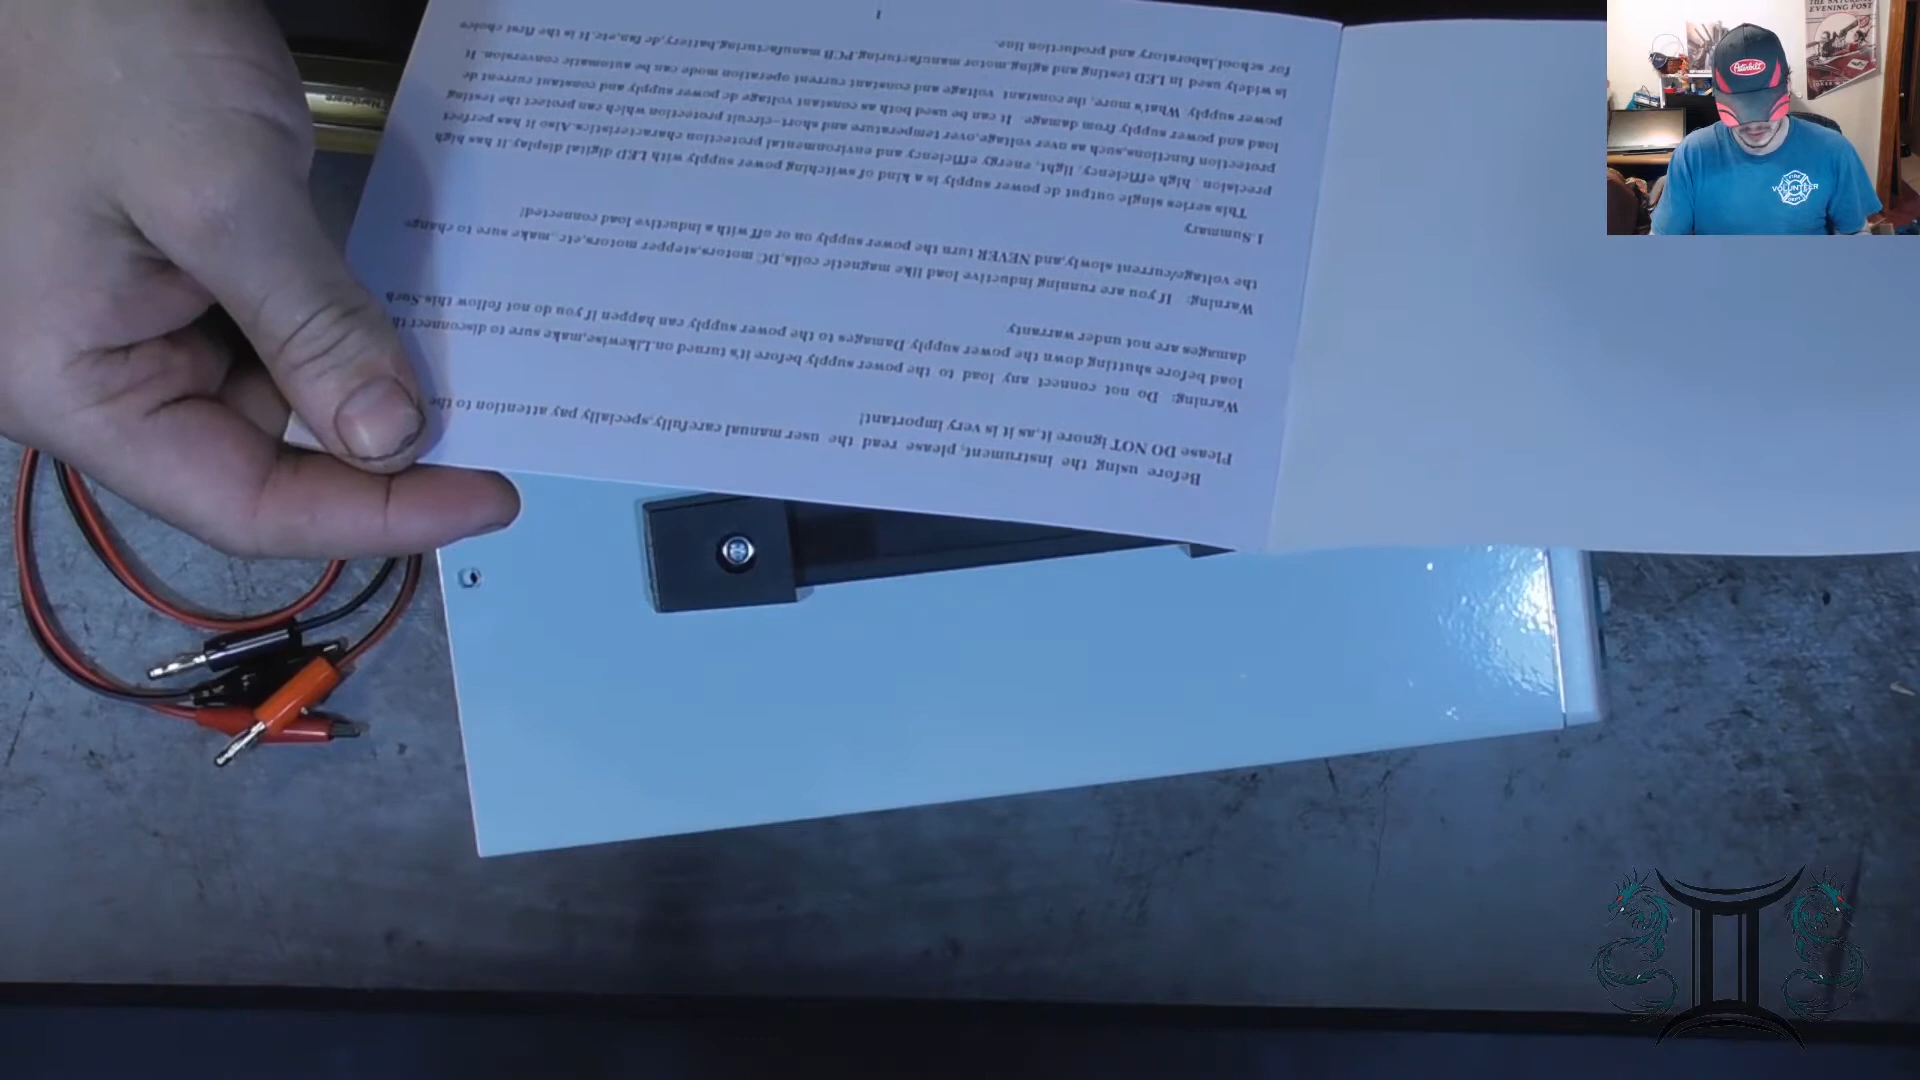 Before using the instrument, please read the user manual carefully,specially pay attention to the
Please DO NOT ignore it,as it is very important!
Warning: Do not connect any load to the power supply before it's turned on.Likewise,make sure to disconnect th
load before shutting down the power supply. Damages to the power supply can happen if you do not follow this.Such
damages are not under warranty
Warning: If you are running inductive load like magnetic coils,DC motors,stepper motors,etc...make sure to change
the voltage/current slowly,and NEVER turn the power supply on or off with a inductive load connected!
1.Summary
This series single output dc power supply is a kind of switching power supply with LED digital display.It has high
precision , high efficiency, light, energy efficiency and environmental protection characteristics.Also it has perfect
protection functions,such as over voltage,over temperature and short-circuit protection which can protect the testing
load and power supply from damage. It can be used both as constant voltage dc power supply and constant current dc
power supply. What's more, the constant voltage and constant current operation mode can be automatic conversion. It
is widely used in LED testing and aging,motor manufacturing,PCB manufacturing,battery,dc fan,etc.It is the first choice
for school,laboratory and production line.
1
Hardware
Peterbilt
FIRE
VOLUNTEER
DEPT
THE SATURDAY
EVENING POST